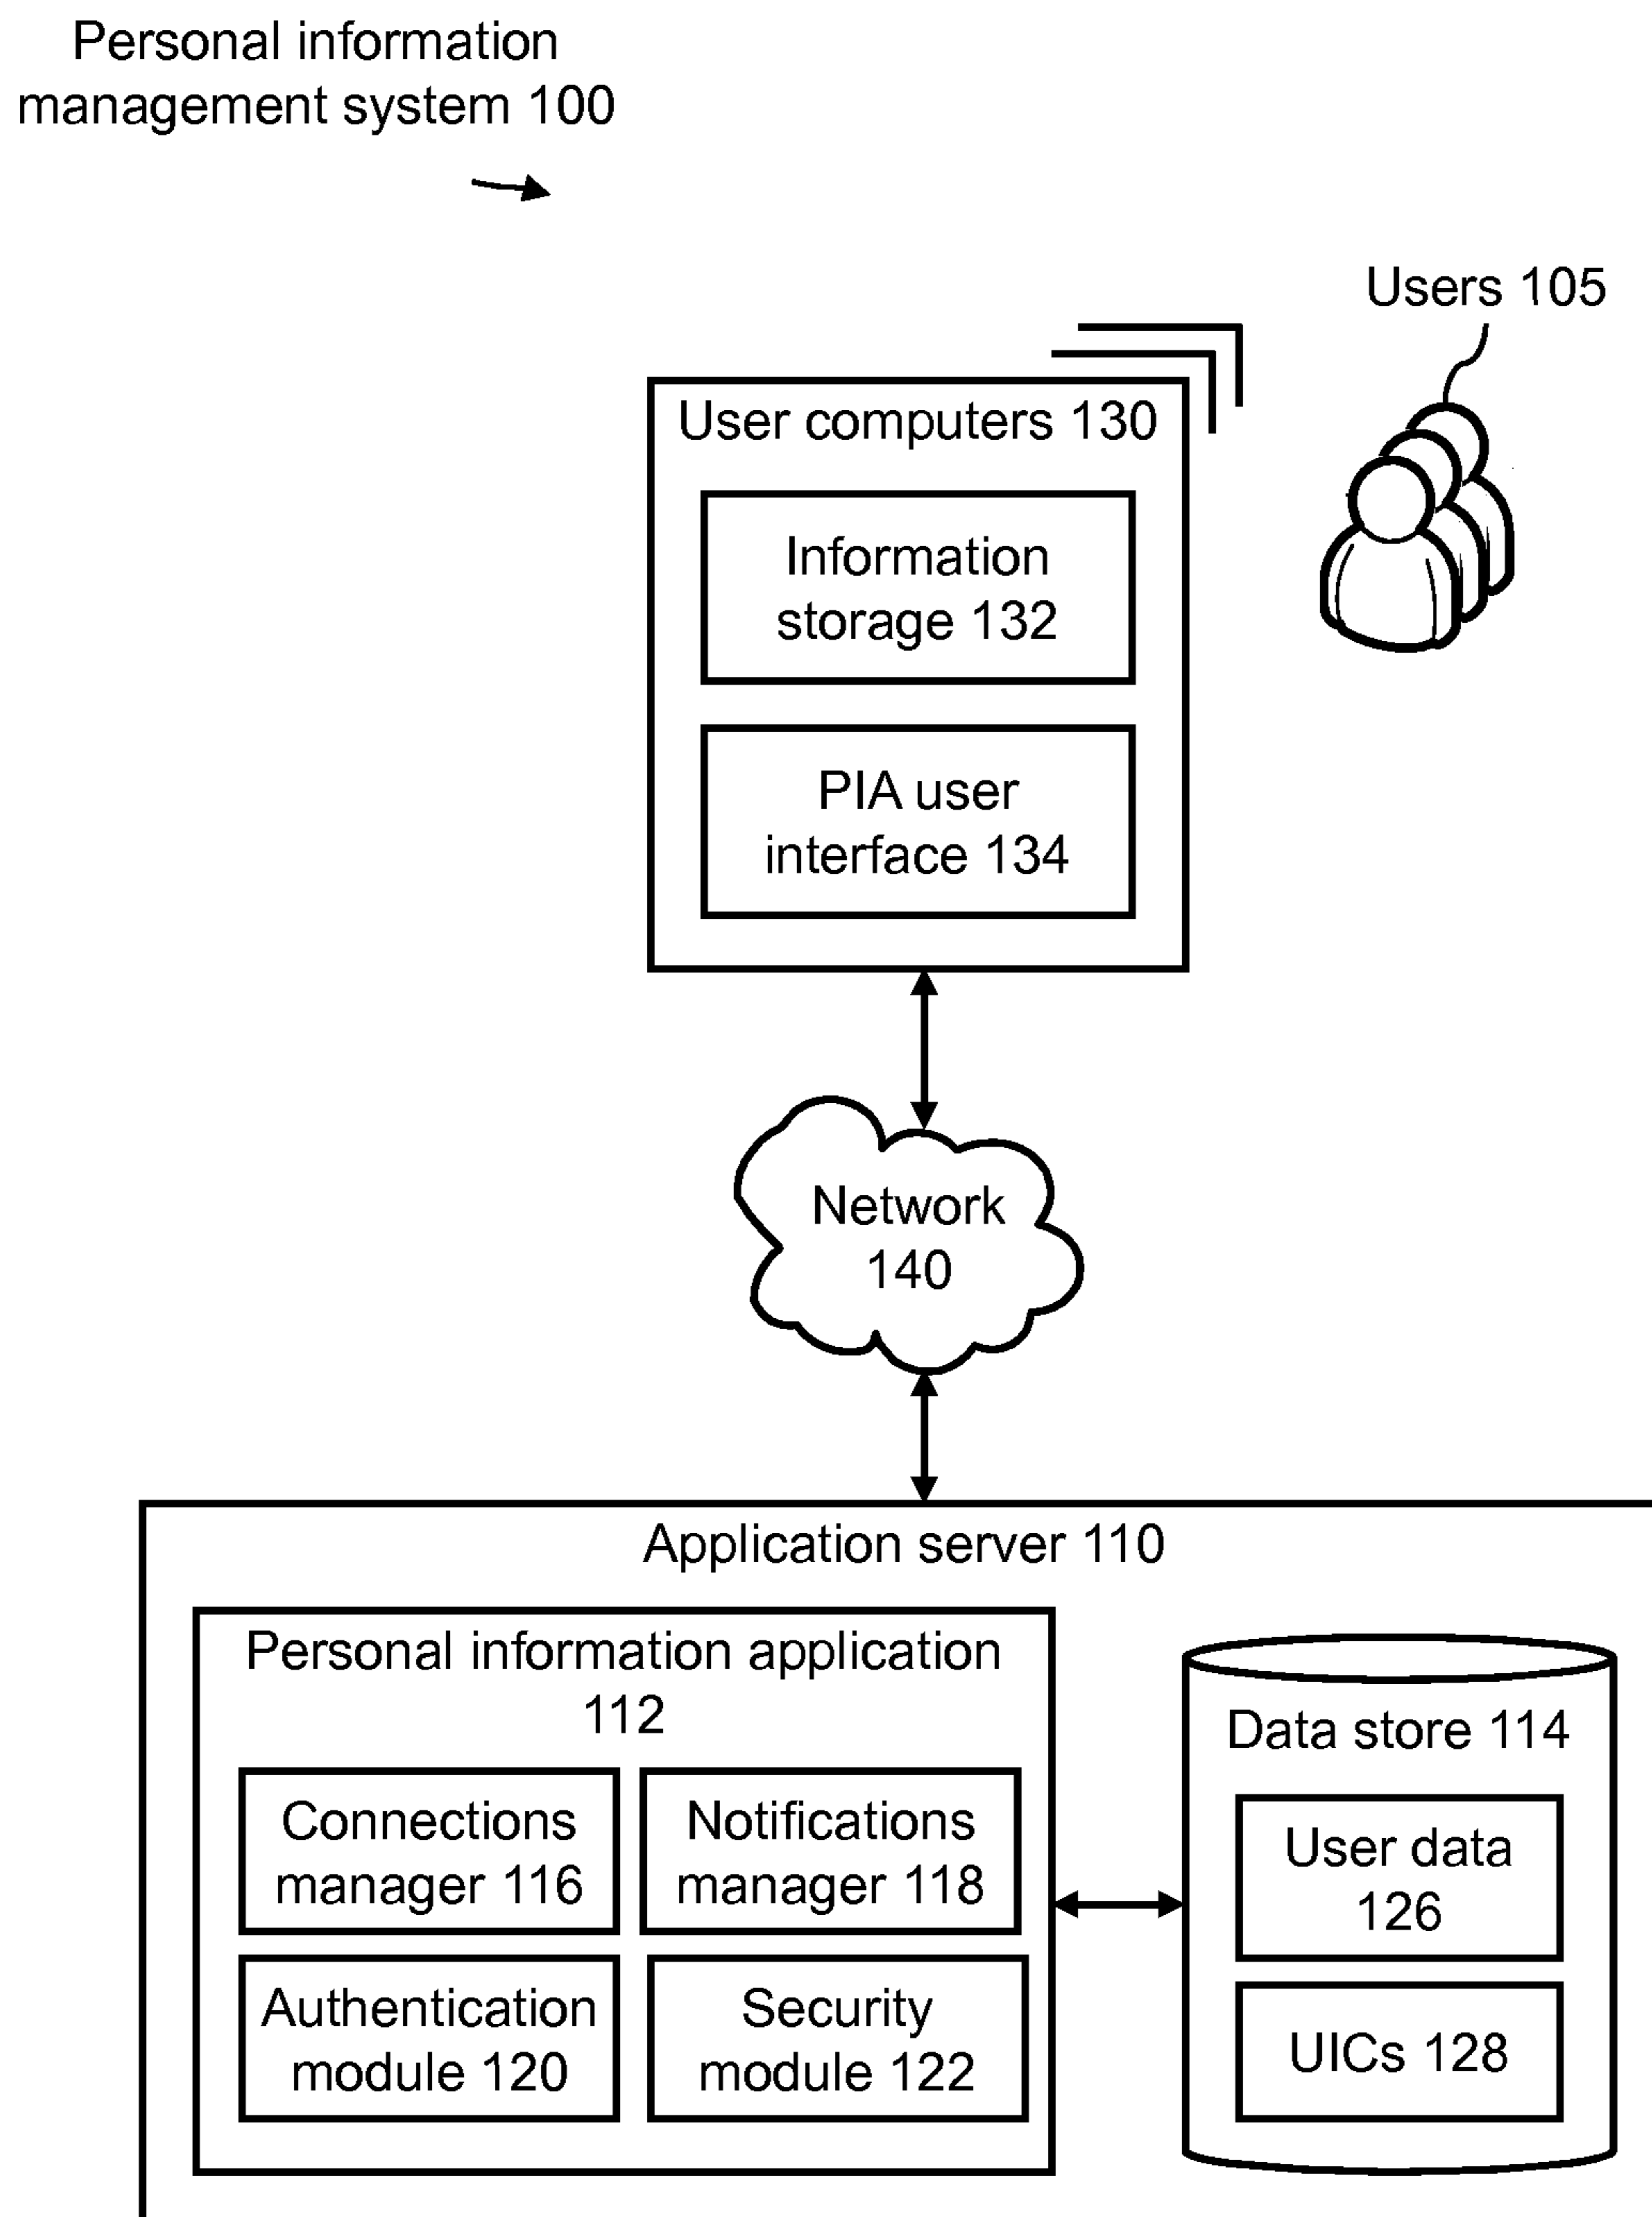 Personal information
management system 100
Users 105
User computers 130
Information
storage 132
PIA user
interface 134
Network
140
Application server 110
Personal information application
112
Connections
manager 116
Notifications
manager 118
Authentication
module 120
Security
module 122
Data store 114
User data
126
UICs 128